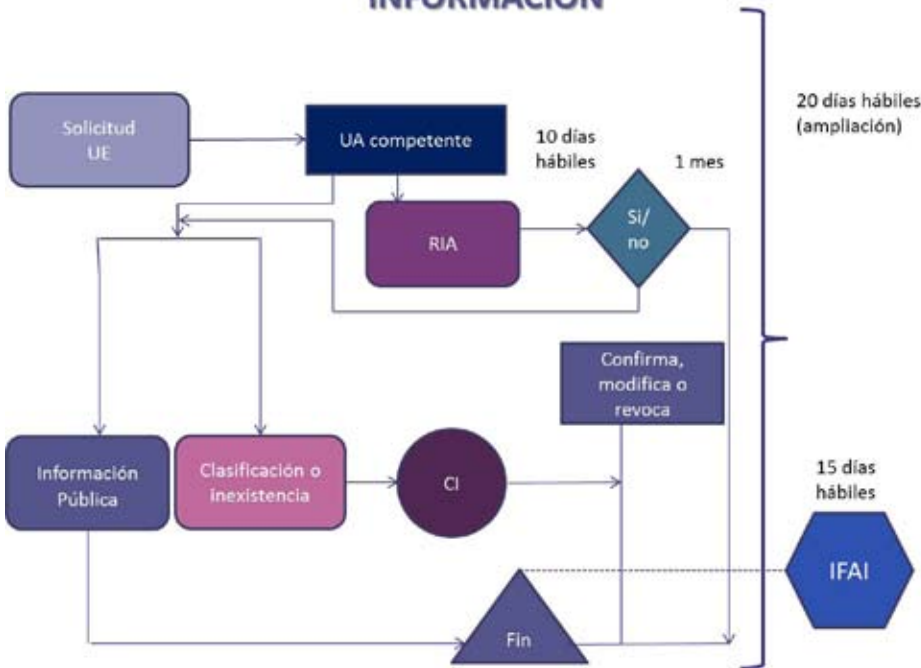 INFORMACIÓN
Solicitud
UE
UA competente
10 días
hábiles
1 mes
20 días hábiles
(ampliación)
RIA
Si/
no
Confirma,
modifica o
revoca
Información
Pública
Clasificación o
inexistencia
CI
15 días
hábiles
IFAI
Fin